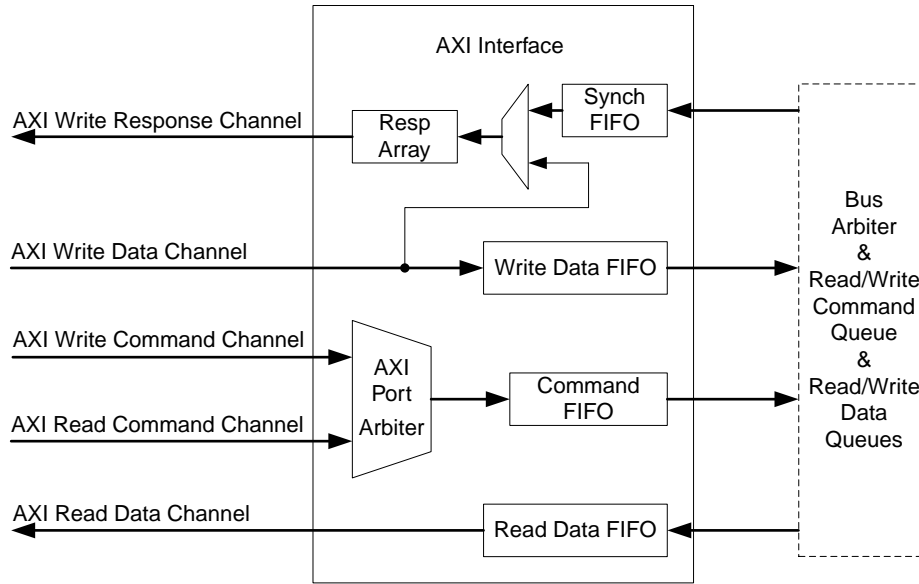 AXI Interface
AXI Write Response Channel
Resp
Array
Synch
FIFO
AXI Write Data Channel
Write Data FIFO
AXI Write Command Channel
AXI Read Command Channel
AXI
Port
Arbiter
Command
FIFO
AXI Read Data Channel
Read Data FIFO
Bus
Arbiter
&
Read/Write
Command
Queue
&
Read/Write
Data
Queues